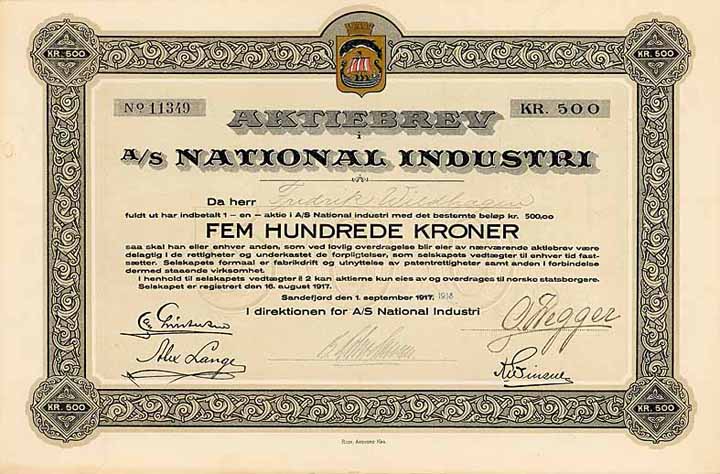 KR. 500
KR. 500
No 11349
KR. 500
AKTIEBREV
i
A/S NATIONAL INDUSTRI
Da herr Fredrik Wildhagen
fuldt ut har indbetalt 1 – en – aktie i A/S National industri med det bestemte beløp kr. 500,00
FEM HUNDREDE KRONER
saa skal han eller enhver anden, som ved lovlig overdragelse blir eier av nærværende aktiebrev være
delagtig i de rettigheter og underkastet de forpligtelser, som selskapets vedtægter til enhver tid fast-
sætter. Selskapets formaal er fabrikdrift og utnyttelse av patentrettigheter samt anden i forbindelse
dermed staaende virksomhet.
I henhold til selskapets vedtægter § 2 kan aktierne kun eies av og overdrages til norske statsborgere.
Selskapet er registrert den 16. august 1917.
Sandefjord den 1. september 1917. 1918
I direktionen for A/S National Industri
Alex Lange
KR. 500
KR. 500